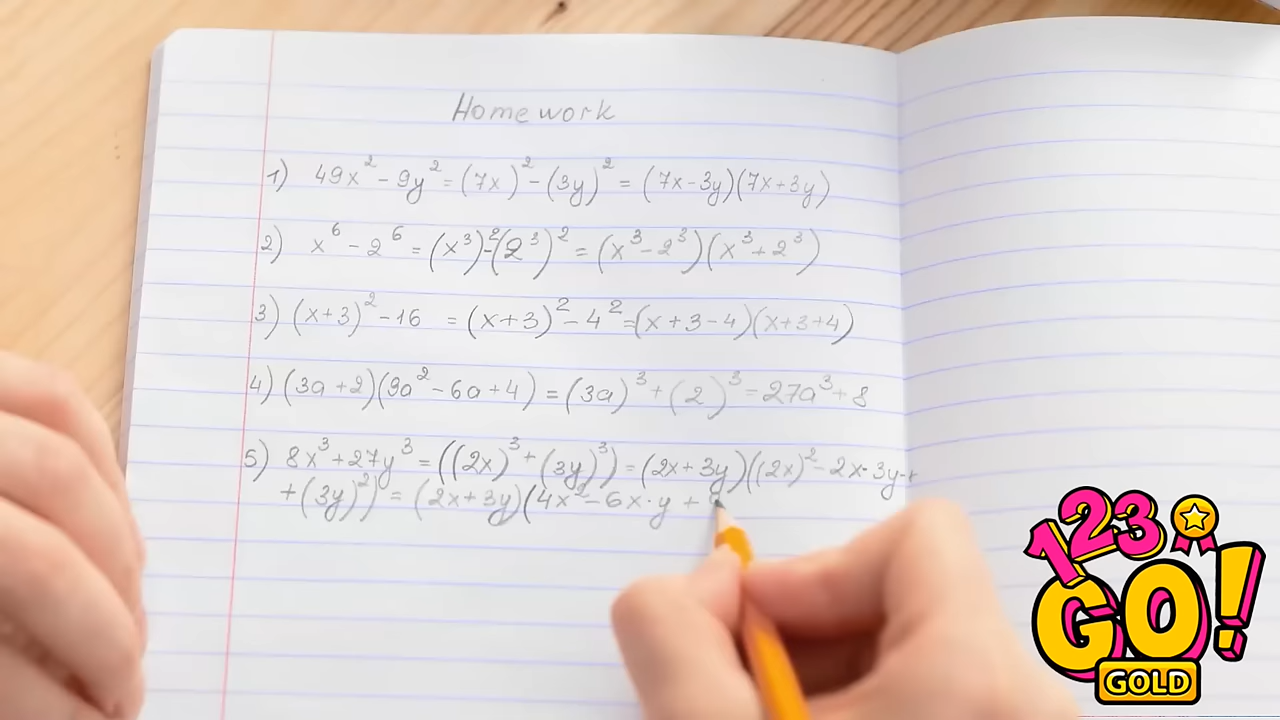 Homework
1) 49x² - 9y² = (7x)² - (3y)² = (7x-3y)(7x+3y)
2) x⁶ - 2⁶ = (x³)²-(2³)² = (x³-2³)(x³+2³)
3) (x+3)² - 16 = (x+3)² - 4² = (x+3-4)(x+3+4)
4) (3a+2)(9a² - 6a + 4) = (3a)³ + (2)³ = 27a³ + 8
5) 8x³ + 27y³ = ((2x)³ + (3y)³) = (2x+3y)((2x)² - 2x·3y+
+(3y)²) = (2x+3y)(4x² - 6x·y + 9
123
GO!
GOLD